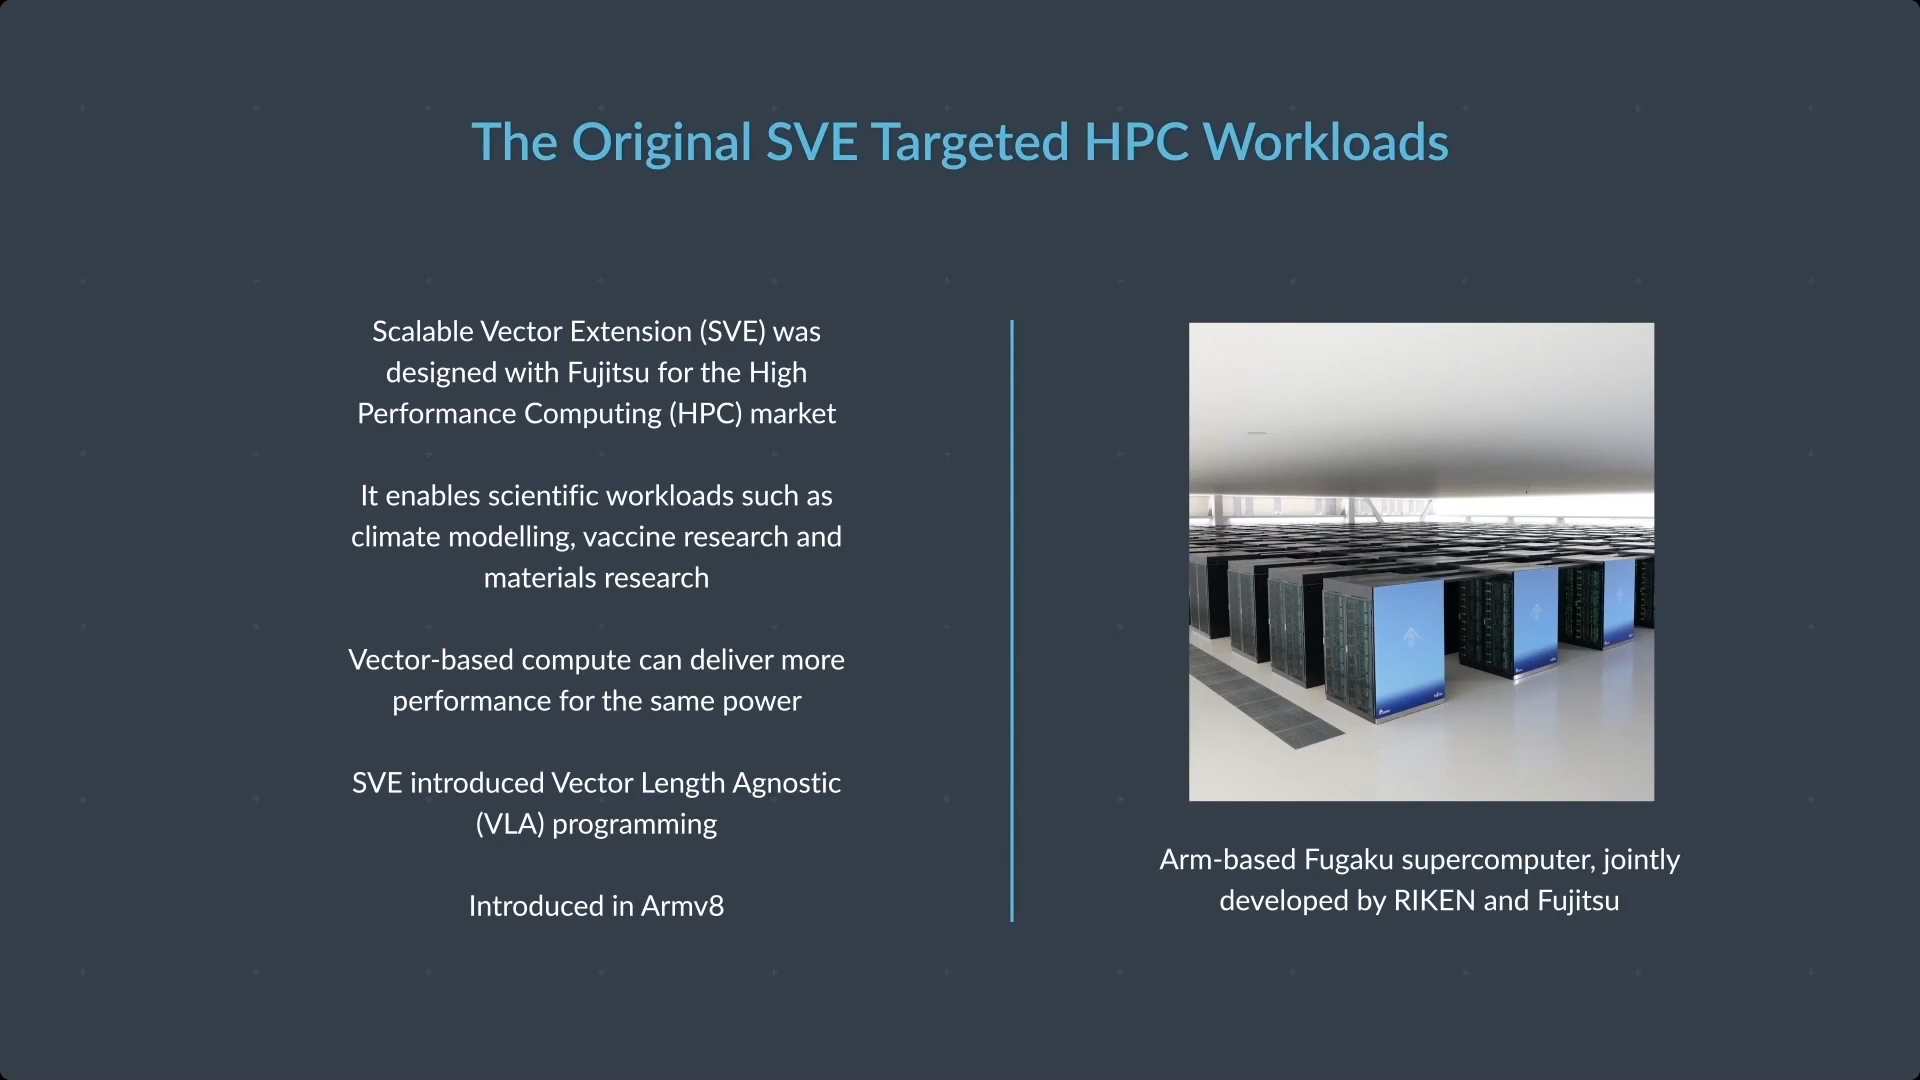 The Original SVE Targeted HPC Workloads
Scalable Vector Extension (SVE) was
designed with Fujitsu for the High
Performance Computing (HPC) market
It enables scientific workloads such as
climate modelling, vaccine research and
materials research
Vector-based compute can deliver more
performance for the same power
SVE introduced Vector Length Agnostic
(VLA) programming
Introduced in Armv8
Arm-based Fugaku supercomputer, jointly
developed by RIKEN and Fujitsu